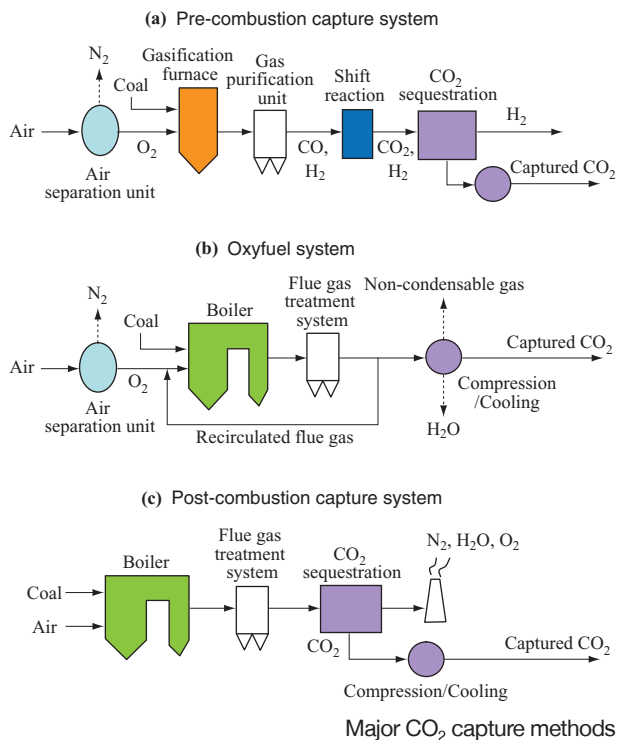 (a) Pre-combustion capture system
N₂
Coal
Gasification
furnace
Gas
purification
unit
Shift
reaction
CO₂
sequestration
Air
O₂
CO,
H₂
CO₂,
H₂
H₂
Air
separation unit
Captured CO₂
(b) Oxyfuel system
N₂
Coal
Boiler
Flue gas
treatment
system
Non-condensable gas
Air
O₂
Captured CO₂
Air
separation unit
Recirculated flue gas
Compression
/Cooling
H₂O
(c) Post-combustion capture system
Boiler
Flue gas
treatment
system
CO₂
sequestration
N₂, H₂O, O₂
Coal
Air
CO₂
Captured CO₂
Compression/Cooling
Major CO₂ capture methods